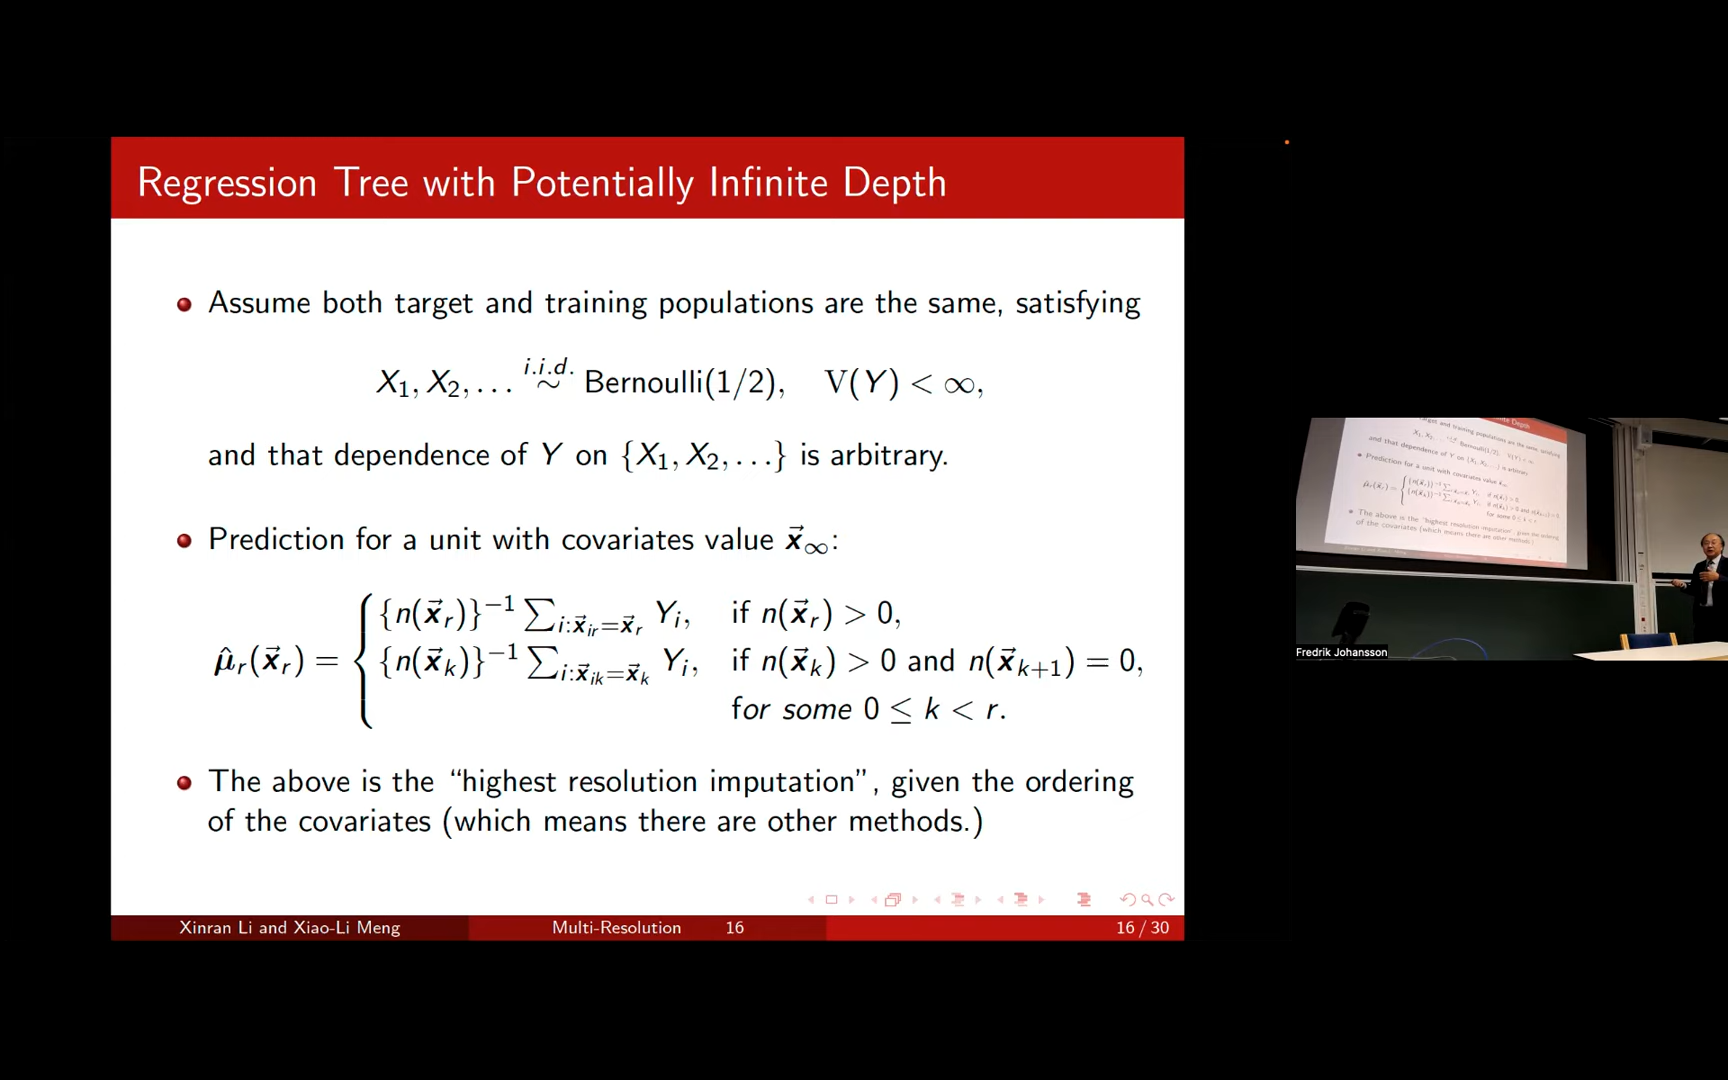 Regression Tree with Potentially Infinite Depth
Assume both target and training populations are the same, satisfying
X₁, X₂, … i.i.d. ∼ Bernoulli(1/2), V(Y) < ∞,
and that dependence of Y on {X₁, X₂, …} is arbitrary.
Prediction for a unit with covariates value x⃗∞:
μ̂ᵣ(x⃗ᵣ) = { {n(x⃗ᵣ)}⁻¹ ∑_{i:x⃗ᵢᵣ=x⃗ᵣ} Yᵢ, if n(x⃗ᵣ) > 0,
{n(x⃗ₖ)}⁻¹ ∑_{i:x⃗ᵢₖ=x⃗ₖ} Yᵢ, if n(x⃗ₖ) > 0 and n(x⃗ₖ₊₁) = 0,
for some 0 ≤ k < r.
The above is the “highest resolution imputation”, given the ordering
of the covariates (which means there are other methods.)
Xinran Li and Xiao-Li Meng Multi-Resolution 16 16 / 30
Fredrik Johansson